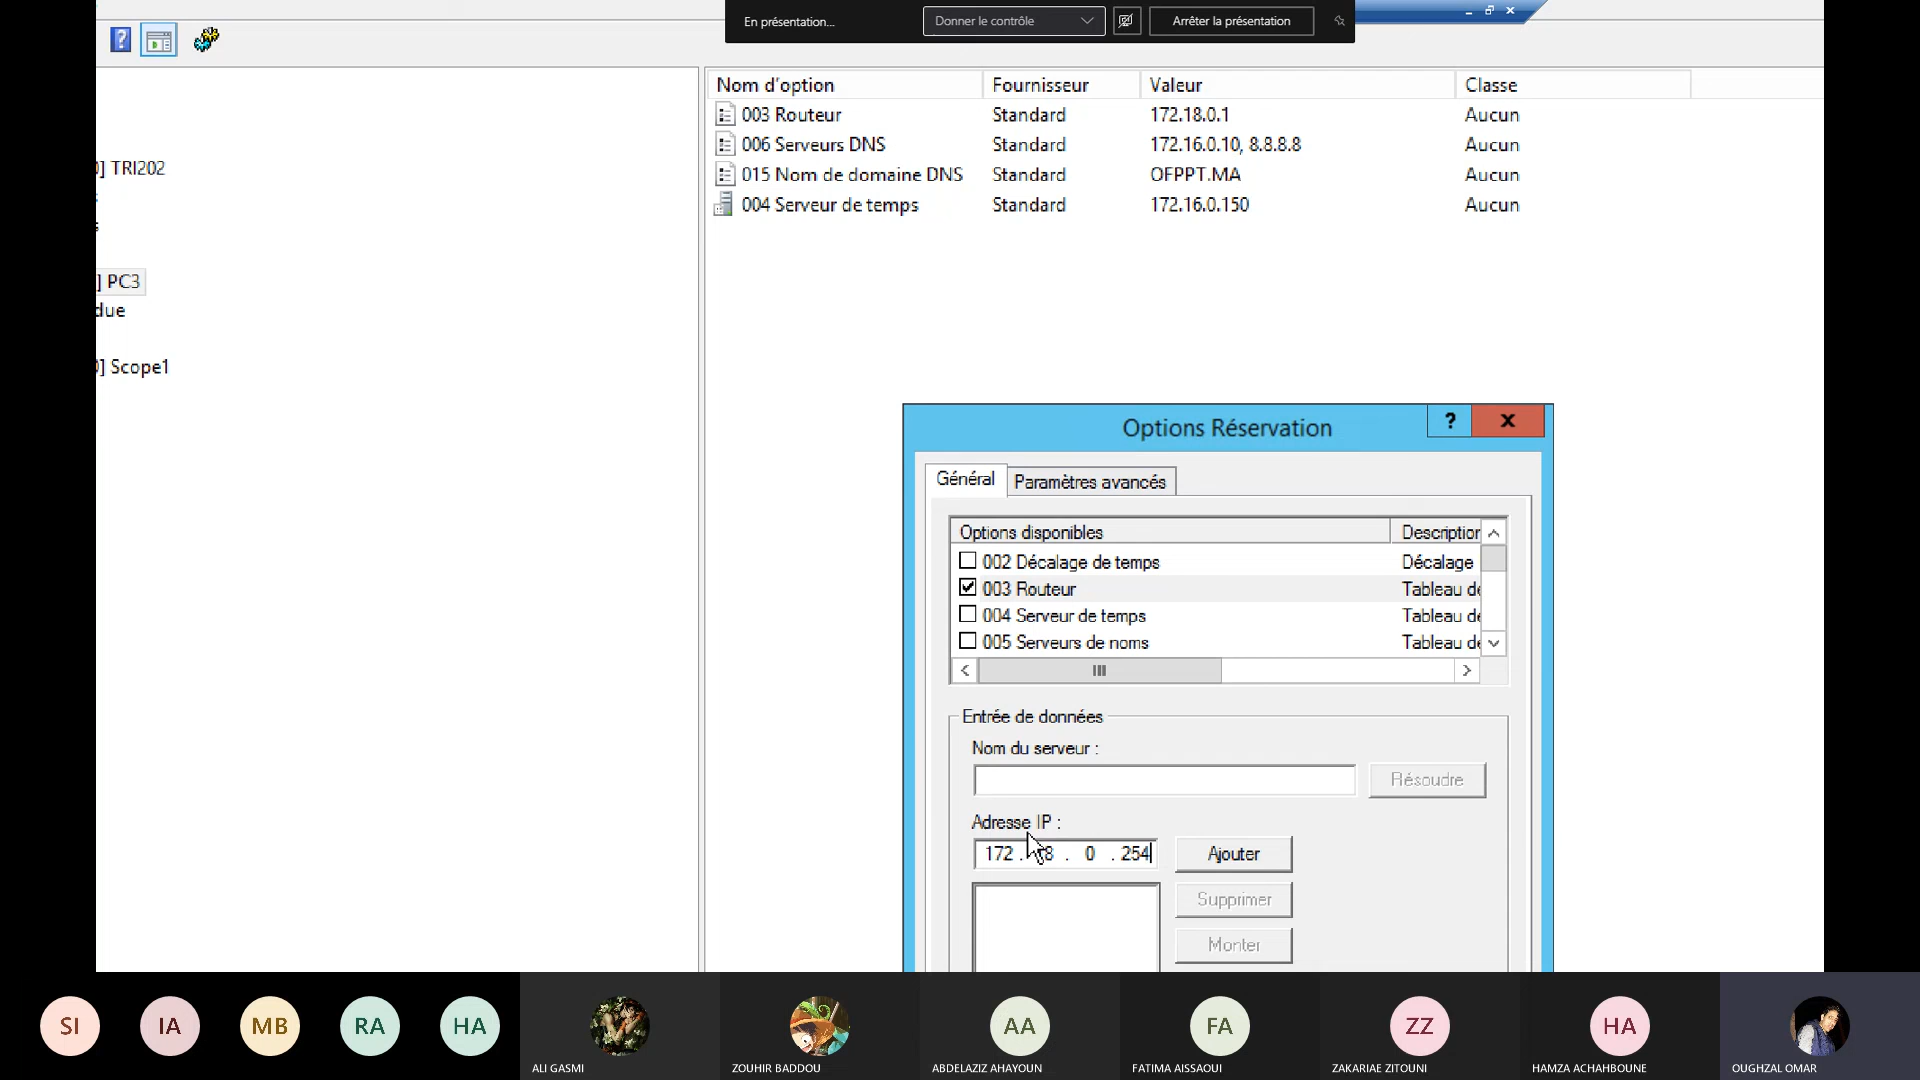 En présentation...
Donner le contrôle
Arrêter la présentation
] TRI202
] PC3
due
] Scope1
Nom d'option Fournisseur Valeur Classe
003 Routeur Standard 172.18.0.1 Aucun
006 Serveurs DNS Standard 172.16.0.10, 8.8.8.8 Aucun
015 Nom de domaine DNS Standard OFPPT.MA Aucun
004 Serveur de temps Standard 172.16.0.150 Aucun
Options Réservation
?
Général Paramètres avancés
Options disponibles Description
002 Décalage de temps Décalage
003 Routeur Tableau de
004 Serveur de temps Tableau de
005 Serveurs de noms Tableau de
Entrée de données
Nom du serveur :
Résoudre
Adresse IP :
172 . 8 . 0 . 254
Ajouter
Supprimer
Monter
SI IA MB RA HA AA FA ZZ HA
ALI GASMI ZOUHIR BADDOU ABDELAZIZ AHAYOUN FATIMA AISSAOUI ZAKARIAE ZITOUNI HAMZA ACHAHBOUNE OUGHZAL OMAR